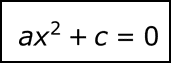 ax² + c = 0